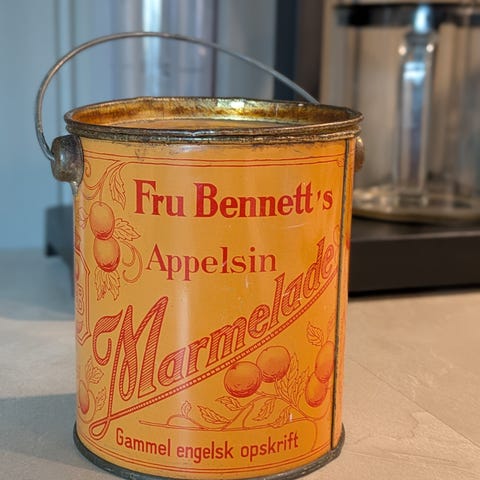 Fru Bennett's
Appelsin
Marmelade
Gammel engelsk opskrift